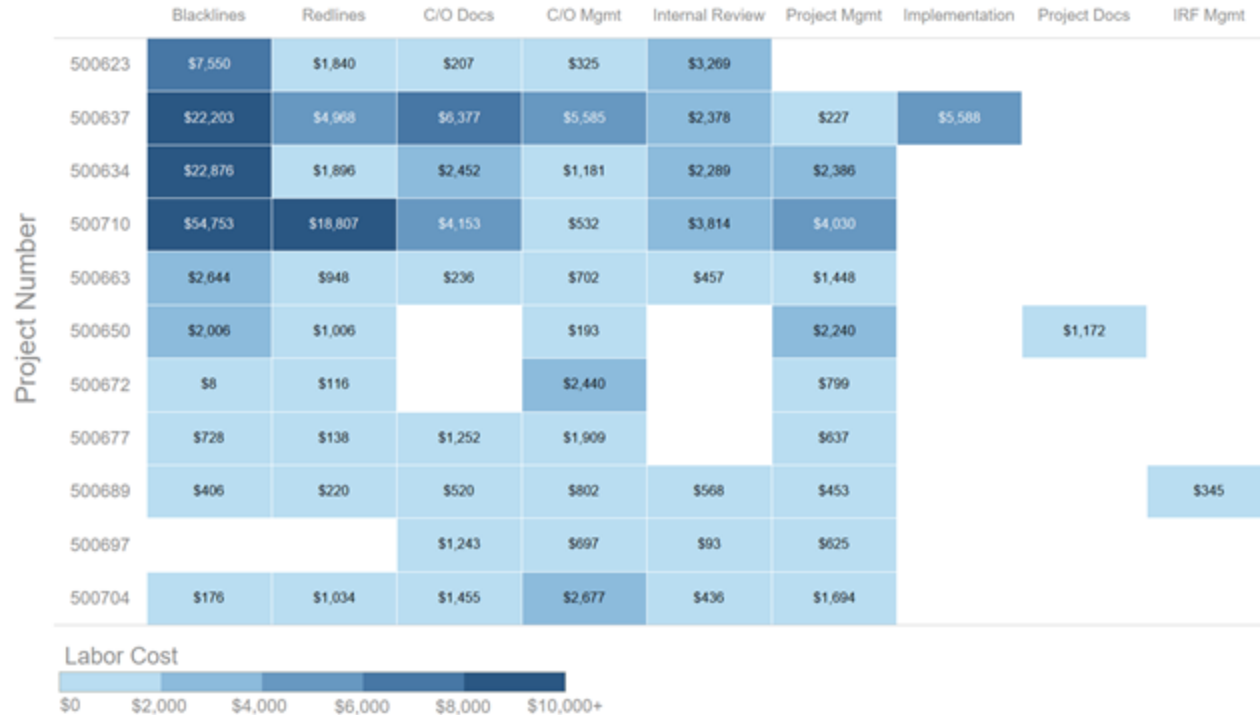 Blacklines Redlines C/O Docs C/O Mgmt Internal Review Project Mgmt Implementation Project Docs IRF Mgmt
Project Number
500623 $7,550 $1,840 $207 $325 $3,269
500637 $22,203 $4,968 $6,377 $5,585 $2,378 $227 $5,588
500634 $22,876 $1,896 $2,452 $1,181 $2,289 $2,386
500710 $54,753 $18,807 $4,153 $532 $3,814 $4,030
500663 $2,644 $948 $236 $702 $457 $1,448
500650 $2,006 $1,006 $193 $2,240 $1,172
500672 $8 $116 $2,440 $799
500677 $728 $138 $1,252 $1,909 $637
500689 $406 $220 $520 $802 $568 $453 $345
500697 $1,243 $697 $93 $625
500704 $176 $1,034 $1,455 $2,677 $436 $1,694
Labor Cost
$0 $2,000 $4,000 $6,000 $8,000 $10,000+